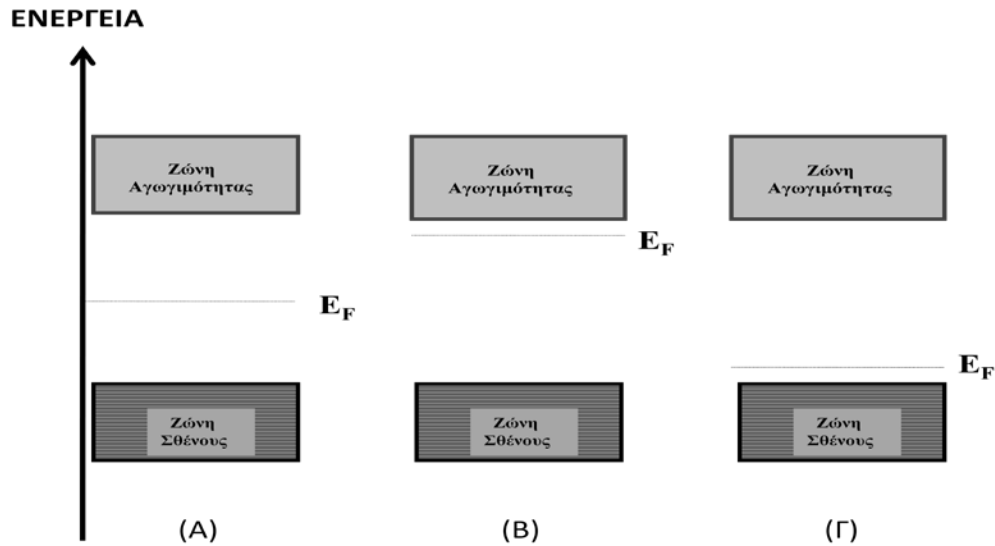 ΕΝΕΡΓΕΙΑ
Ζώνη
Αγωγιμότητας
Ζώνη
Αγωγιμότητας
Ζώνη
Αγωγιμότητας
E_F
E_F
E_F
Ζώνη
Σθένους
Ζώνη
Σθένους
Ζώνη
Σθένους
(Α)
(Β)
(Γ)